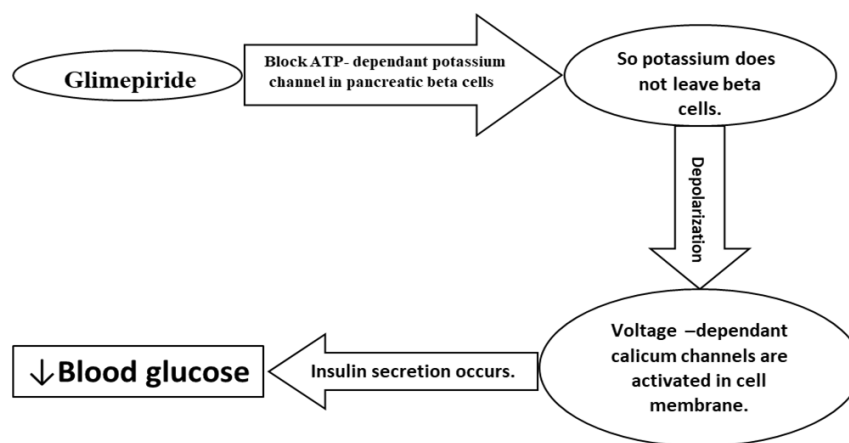 Glimepiride
Block ATP- dependant potassium
channel in pancreatic beta cells
So potassium does
not leave beta
cells.
Depolarization
Voltage –dependant
calicum channels are
activated in cell
membrane.
Insulin secretion occurs.
↓Blood glucose